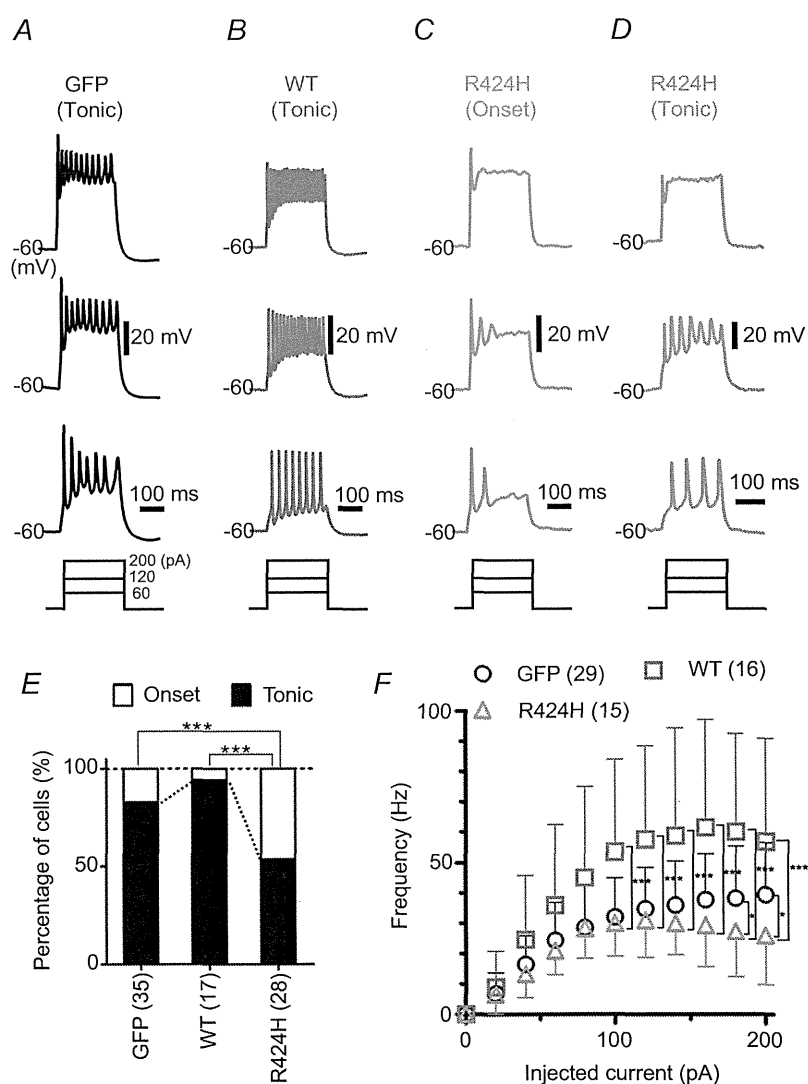 A
B
C
D
GFP
(Tonic)
WT
(Tonic)
R424H
(Onset)
R424H
(Tonic)
-60
(mV)
-60
-60
-60
-60
20 mV
-60
20 mV
-60
20 mV
-60
20 mV
-60
100 ms
-60
100 ms
-60
100 ms
-60
100 ms
200 (pA)
120
60
E
Onset
Tonic
***
***
Percentage of cells (%)
100
50
0
GFP (35)
WT (17)
R424H (28)
F
GFP (29)
WT (16)
R424H (15)
Frequency (Hz)
100
50
0
***
***
***
***
***
***
*
*
0
100
200
Injected current (pA)